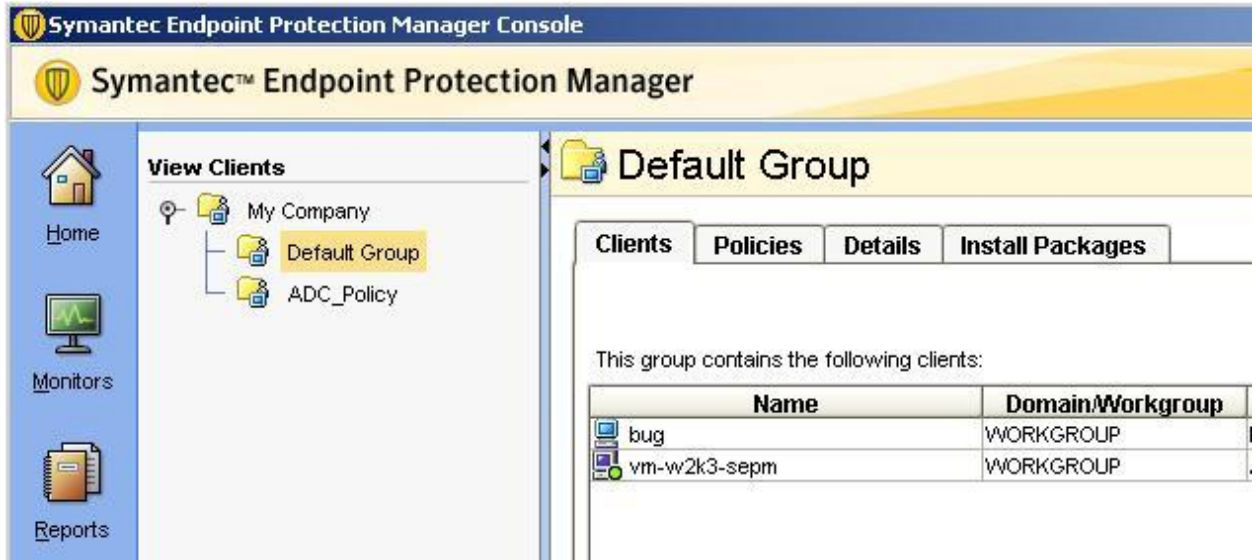 Symantec Endpoint Protection Manager Console
Symantec™ Endpoint Protection Manager
Home
Monitors
Reports
View Clients
My Company
Default Group
ADC_Policy
Default Group
Clients Policies Details Install Packages
This group contains the following clients:
Name Domain/Workgroup
bug WORKGROUP
vm-w2k3-sepm WORKGROUP